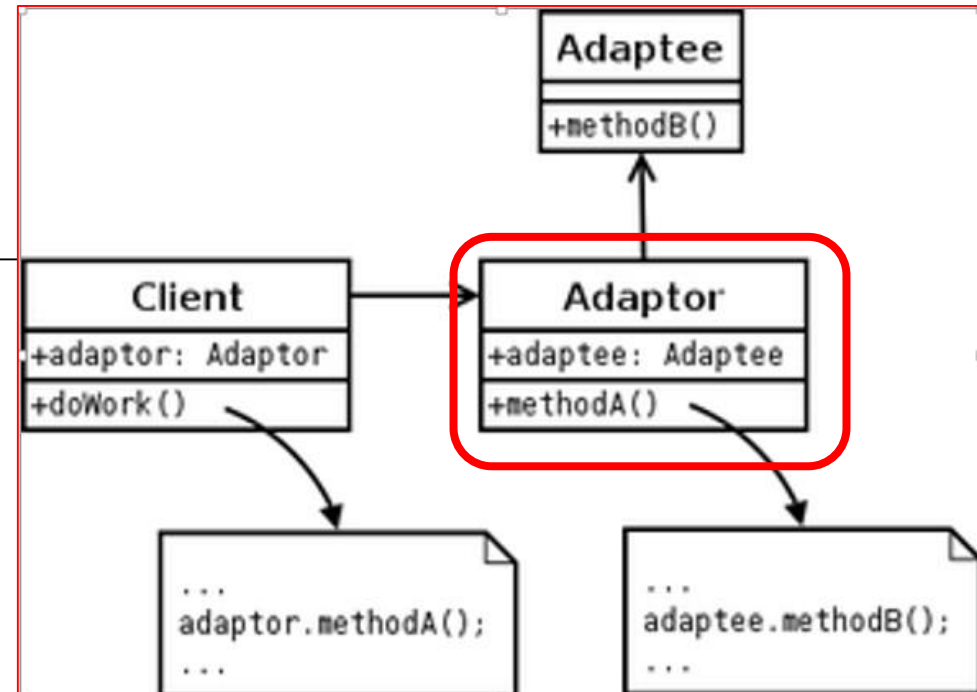 Adaptee
+methodB()
Client
+adaptor: Adaptor
+doWork()
Adaptor
+adaptee: Adaptee
+methodA()
...
adaptor.methodA();
...
...
adaptee.methodB();
...